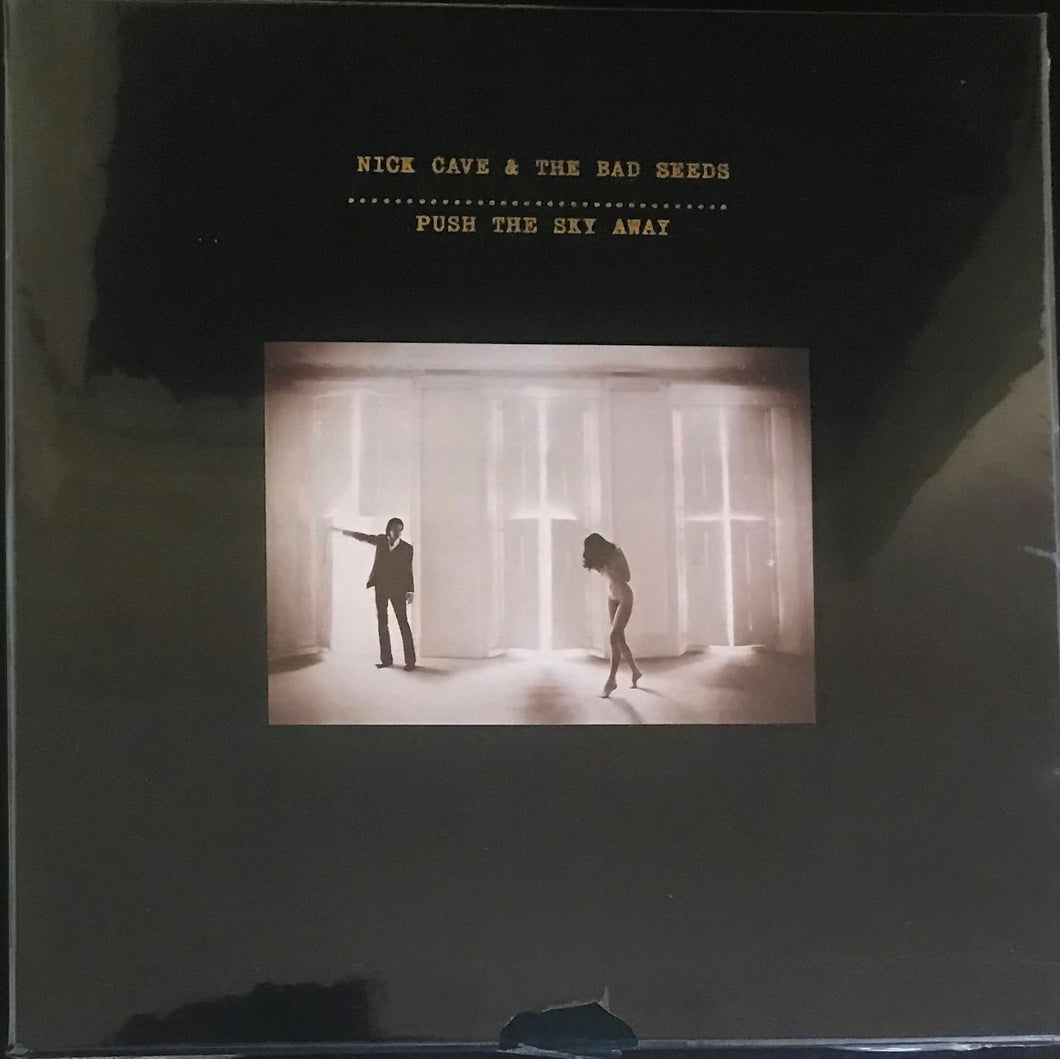 NICK CAVE & THE BAD SEEDS
PUSH THE SKY AWAY